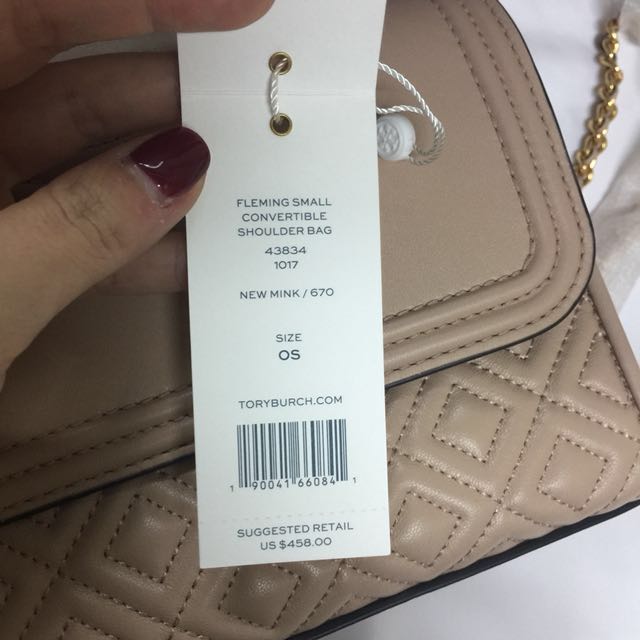 FLEMING SMALL
CONVERTIBLE
SHOULDER BAG
43834
1017
NEW MINK / 670
SIZE
OS
TORYBURCH.COM
1 90041 66084 1
SUGGESTED RETAIL
US $458.00